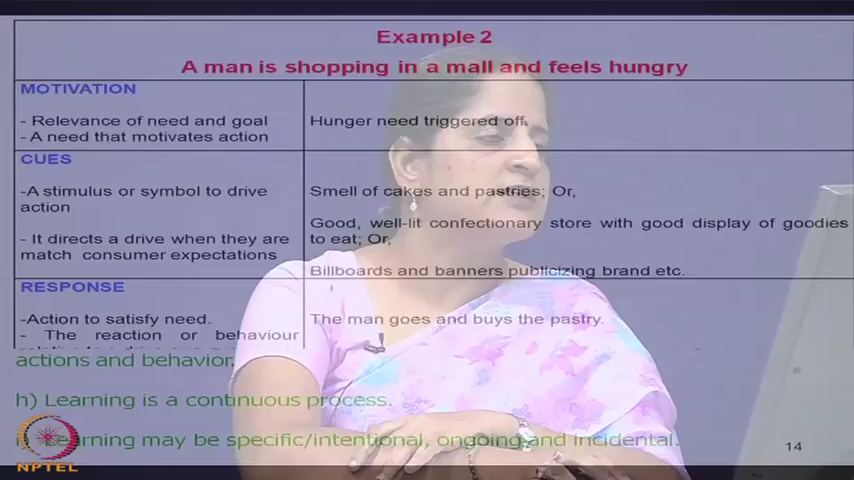 Example 2
A man is shopping in a mall and feels hungry
MOTIVATION
- Relevance of need and goal
- A need that motivates action
Hunger need triggered off.
CUES
-A stimulus or symbol to drive
action
- It directs a drive when they are
match consumer expectations
Smell of cakes and pastries; Or,
Good, well-lit confectionary store with good display of goodies
to eat; Or,
Billboards and banners publicizing brand etc.
RESPONSE
-Action to satisfy need.
- The reaction or behaviour
The man goes and buys the pastry.
actions and behavior.
h) Learning is a continuous process.
Learning may be specific/intentional, ongoing and incidental.
14
NPTEL